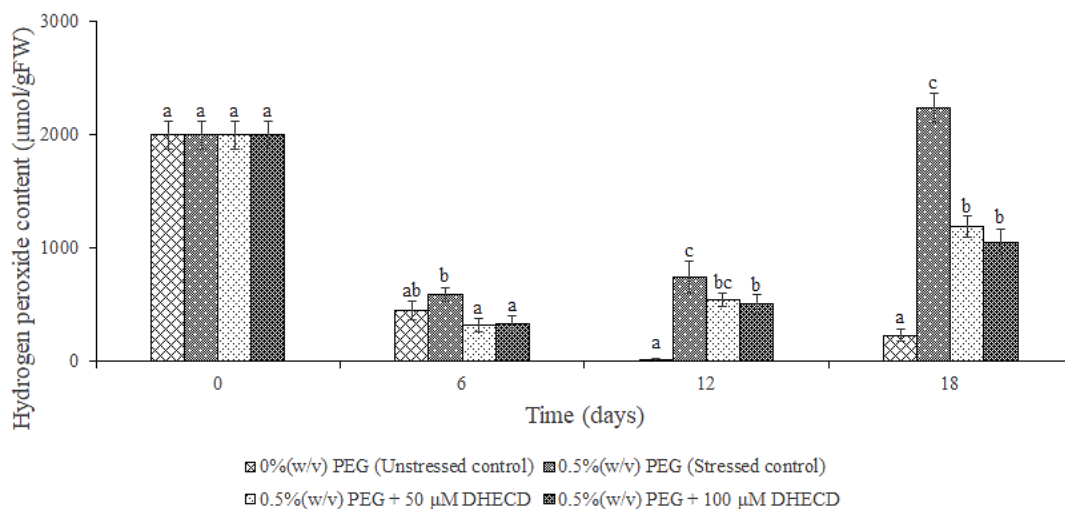 Hydrogen peroxide content (µmol/gFW)
3000
2000
1000
0
a a a a
ab b a a
a c bc b
a c b b
0 6 12 18
Time (days)
0%(w/v) PEG (Unstressed control) 0.5%(w/v) PEG (Stressed control)
0.5%(w/v) PEG + 50 µM DHECD 0.5%(w/v) PEG + 100 µM DHECD